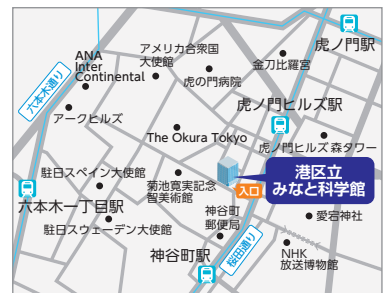 虎ノ門駅
ANA
Inter
Continental
アメリカ合衆国
大使館
金刀比羅宮
虎の門病院
六本木通り
アークヒルズ
虎ノ門ヒルズ駅
The Okura Tokyo
虎ノ門ヒルズ 森タワー
港区立
みなと科学館
入口
駐日スペイン大使館
菊池寛実記念
智美術館
六本木一丁目駅
神谷町
郵便局
愛宕神社
駐日スウェーデン大使館
桜田通り
NHK
放送博物館
神谷町駅